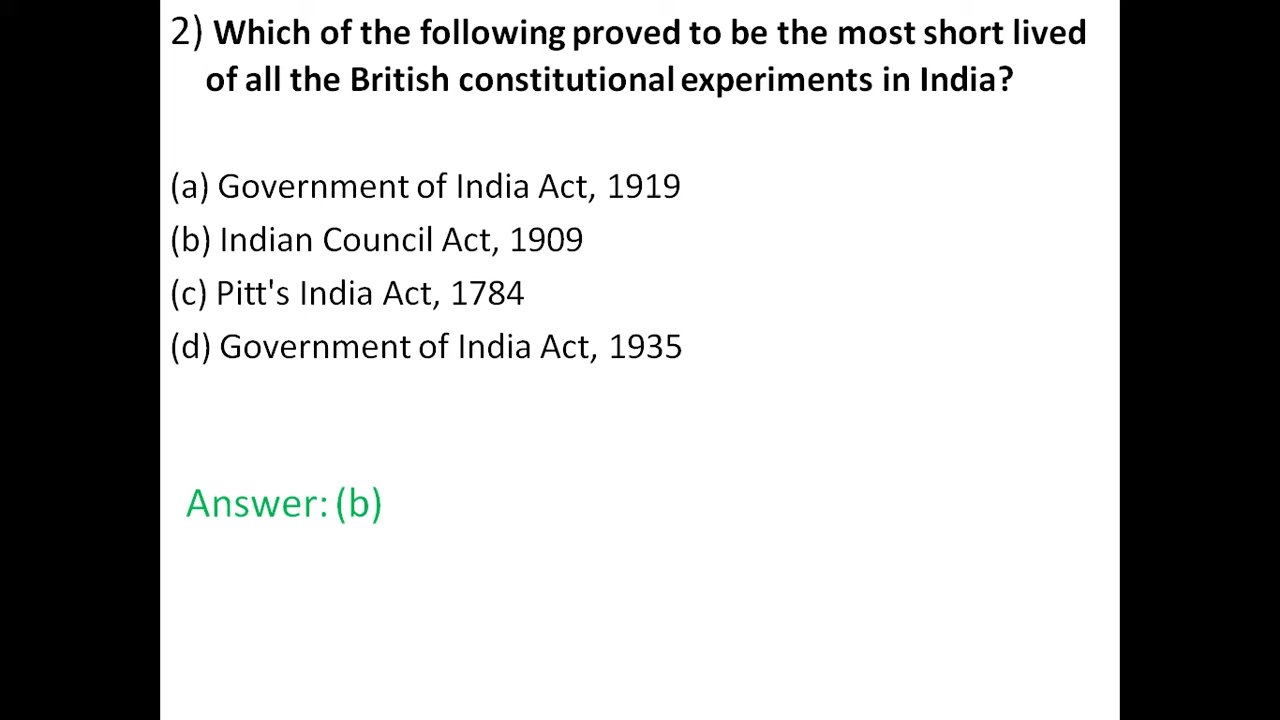 2) Which of the following proved to be the most short lived
of all the British constitutional experiments in India?
(a) Government of India Act, 1919
(b) Indian Council Act, 1909
(c) Pitt's India Act, 1784
(d) Government of India Act, 1935
Answer: (b)